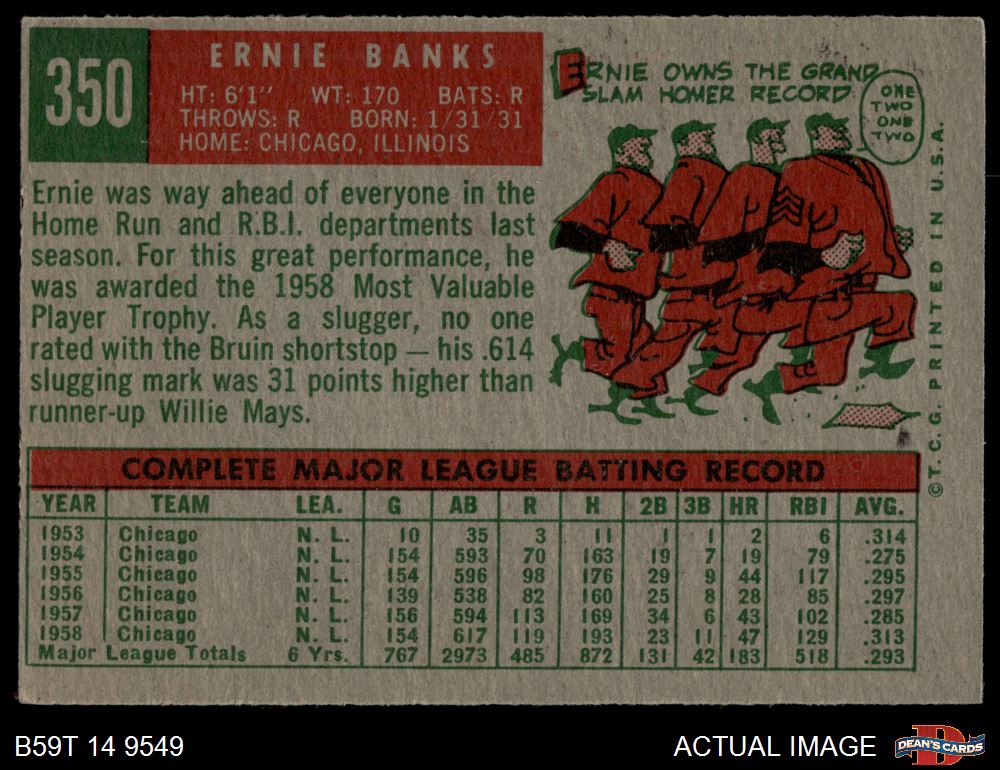 350
ERNIE BANKS
HT: 6'1" WT: 170 BATS: R
THROWS: R BORN: 1/31/31
HOME: CHICAGO, ILLINOIS
Ernie was way ahead of everyone in the
Home Run and R.B.I. departments last
season. For this great performance, he
was awarded the 1958 Most Valuable
Player Trophy. As a slugger, no one
rated with the Bruin shortstop — his .614
slugging mark was 31 points higher than
runner-up Willie Mays.
ERNIE OWNS THE GRAND
SLAM HOMER RECORD
ONE
TWO
ONE
TWO
©T.C.G. PRINTED IN U.S.A.
COMPLETE MAJOR LEAGUE BATTING RECORD
YEAR TEAM LEA. G AB R H 2B 3B HR RBI AVG.
1953 Chicago N. L. 10 35 3 11 1 1 2 6 .314
1954 Chicago N. L. 154 593 70 163 19 7 19 79 .275
1955 Chicago N. L. 154 596 98 176 29 9 44 117 .295
1956 Chicago N. L. 139 538 82 160 25 8 28 85 .297
1957 Chicago N. L. 156 594 113 169 34 6 43 102 .285
1958 Chicago N. L. 154 617 119 193 23 11 47 129 .313
Major League Totals 6 Yrs. 767 2973 485 872 131 42 183 518 .293
B59T 14 9549
ACTUAL IMAGE
D
DEAN'S CARDS